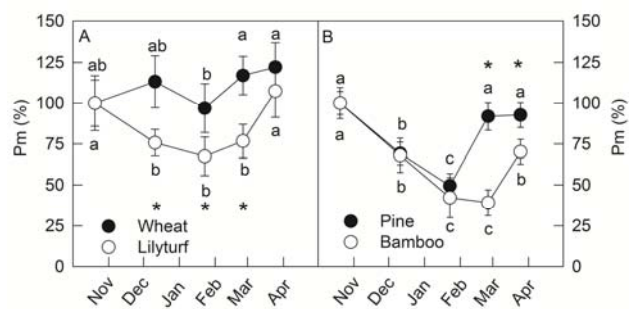 150 A B 150
ab ab a a
125 125
b * *
a a a
100 100
Pm (%) Pm (%)
b
75 75
a a c b
b b b b
50 50
b c c
* * *
25 Wheat Pine 25
Lilyturf Bamboo
0 0
Nov Dec Jan Feb Mar Apr Nov Dec Jan Feb Mar Apr